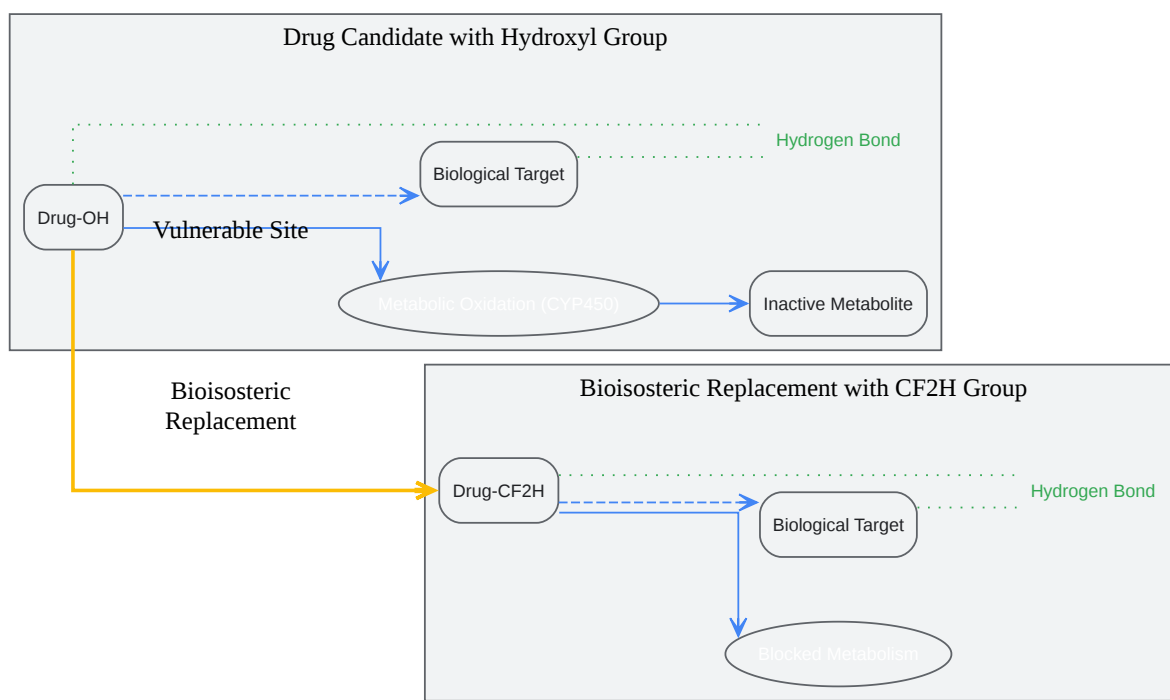 Drug Candidate with Hydroxyl Group
Hydrogen Bond
Biological Target
Drug-OH
Vulnerable Site
Metabolic Oxidation (CYP450)
Inactive Metabolite
Bioisosteric
Replacement
Bioisosteric Replacement with CF2H Group
Drug-CF2H
Hydrogen Bond
Biological Target
Blocked Metabolism